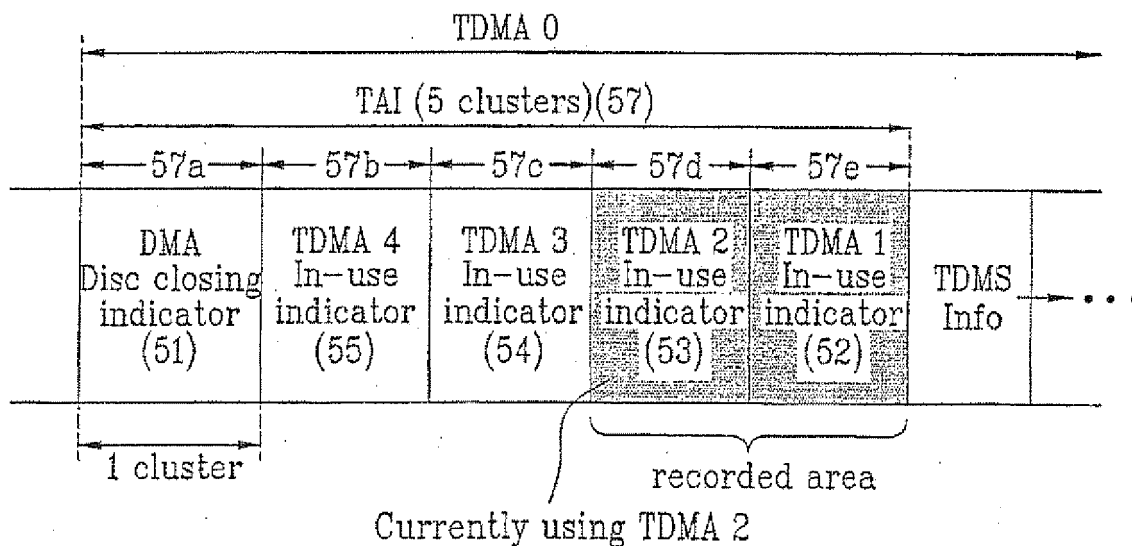 TDMA 0
TAI (5 clusters)(57)
57a
57b
57c
57d
57e
DMA
Disc closing
indicator
(51)
TDMA 4
In-use
indicator
(55)
TDMA 3
In-use
indicator
(54)
TDMA 2
In-use
indicator
(53)
TDMA 1
In-use
indicator
(52)
TDMS
Info
1 cluster
recorded area
Currently using TDMA 2